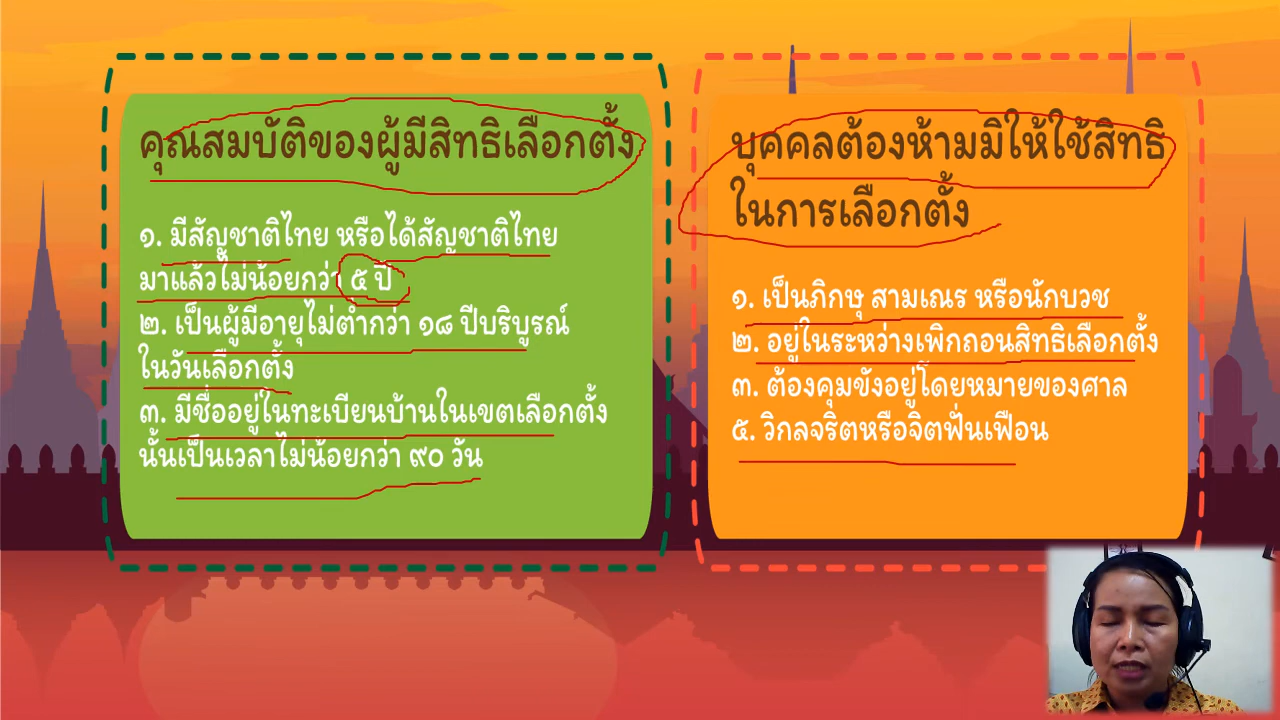 คุณสมบัติของผู้มีสิทธิเลือกตั้ง
๑. มีสัญชาติไทย หรือได้สัญชาติไทย
มาแล้วไม่น้อยกว่า ๕ ปี
๒. เป็นผู้มีอายุไม่ต่ำกว่า ๑๘ ปีบริบูรณ์
ในวันเลือกตั้ง
๓. มีชื่ออยู่ในทะเบียนบ้านในเขตเลือกตั้ง
นั้นเป็นเวลาไม่น้อยกว่า ๙๐ วัน
บุคคลต้องห้ามมิให้ใช้สิทธิ
ในการเลือกตั้ง
๑. เป็นภิกษุ สามเณร หรือนักบวช
๒. อยู่ในระหว่างเพิกถอนสิทธิเลือกตั้ง
๓. ต้องคุมขังอยู่โดยหมายของศาล
๕. วิกลจริตหรือจิตฟั่นเฟือน